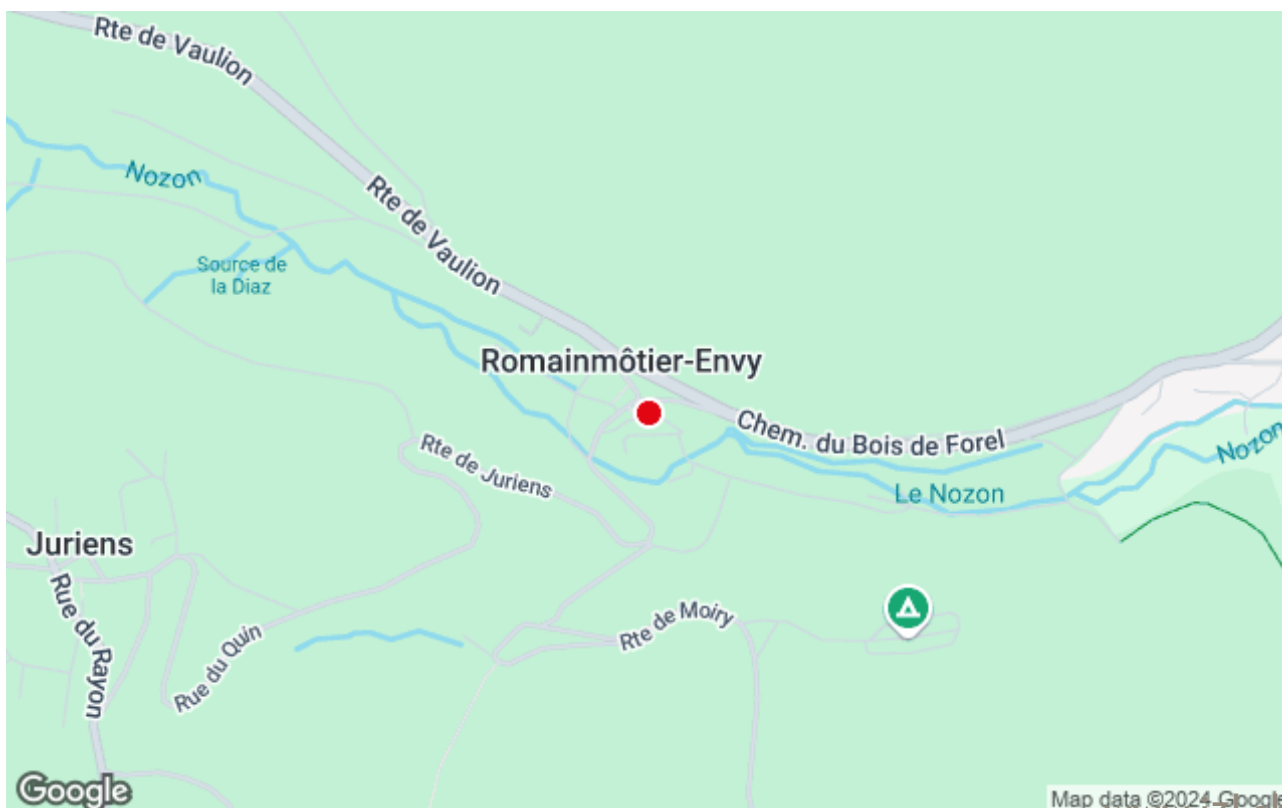 Rte de Vaulion
Nozon
Rte de Vaulion
Source de
la Diaz
Romainmôtier-Envy
Chem. du Bois de Forel
Nozon
Rte de Juriens
Le Nozon
Juriens
Rue du Rayon
Rue du Quin
Rte de Moiry
Google
Map data ©2024 Google